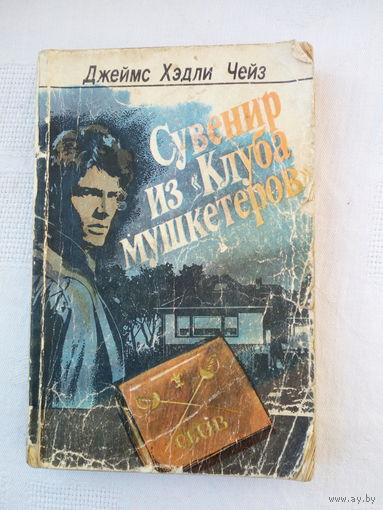 Джеймс Хэдли Чейз
Сувенир
из «Клуба
мушкетеров»
CLUB
www.ay.by